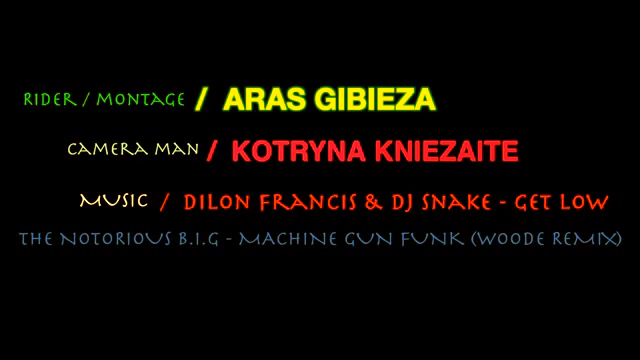 RIDER / MONTAGE / ARAS GIBIEZA
CAMERA MAN / KOTRYNA KNIEZAITE
MUSIC / DILON FRANCIS & DJ SNAKE - GET LOW
THE NOTORIOUS B.I.G - MACHINE GUN FUNK (WOODE REMIX)